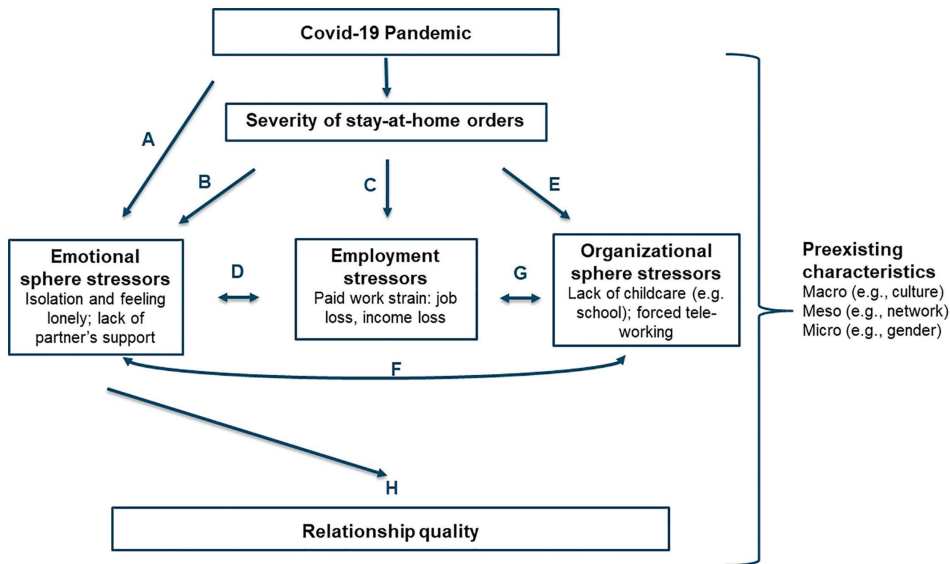 Covid-19 Pandemic
Severity of stay-at-home orders
A
B
C
E
Emotional
sphere stressors
Isolation and feeling
lonely; lack of
partner's support
D
Employment
stressors
Paid work strain: job
loss, income loss
G
Organizational
sphere stressors
Lack of childcare (e.g.
school); forced tele-
working
Preexisting
characteristics
Macro (e.g., culture)
Meso (e.g., network)
Micro (e.g., gender)
F
H
Relationship quality